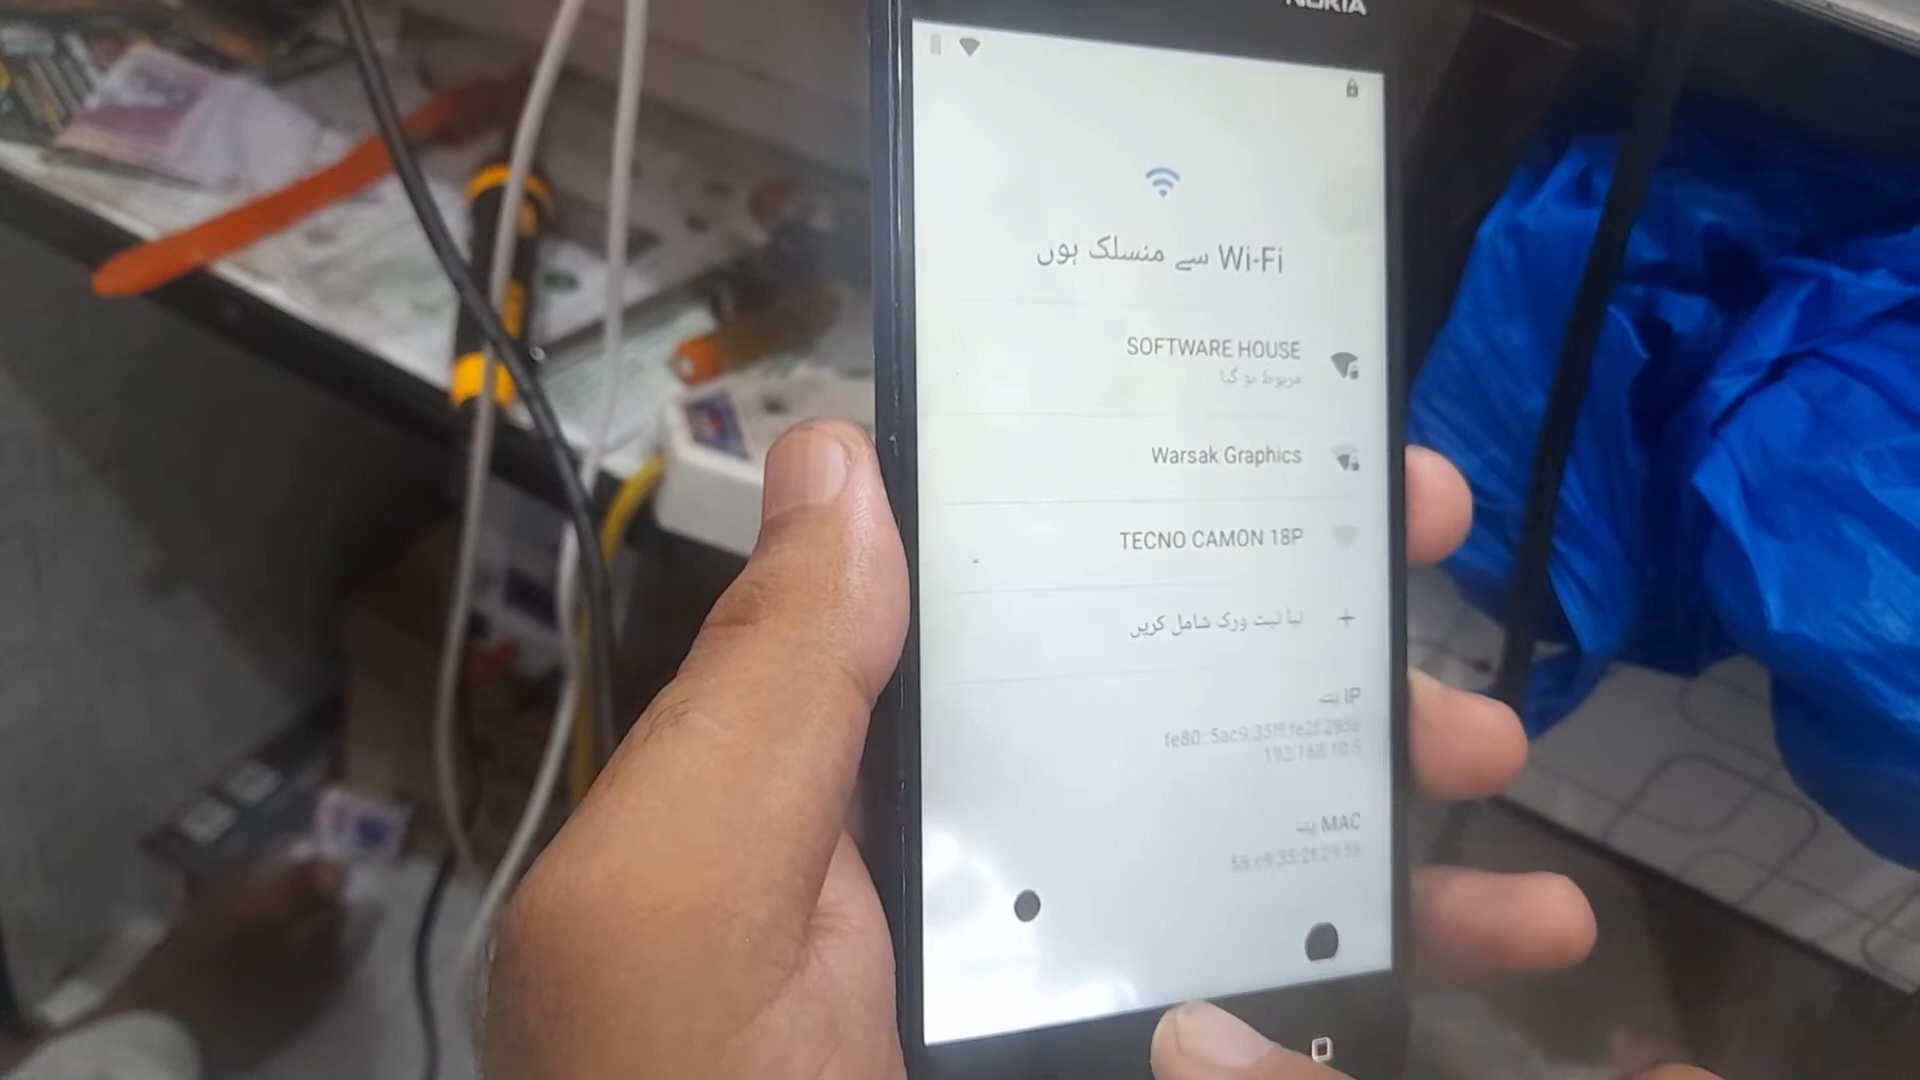 NOKIA
Wi-Fi سے منسلک ہوں
SOFTWARE HOUSE
مربوط ہو گیا
Warsak Graphics
TECNO CAMON 18P
نیا نیٹ ورک شامل کریں
IP پتہ
MAC پتہ